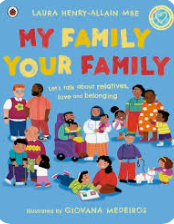 LAURA HENRY-ALLAIN MBE
MY FAMILY
YOUR FAMILY
Let's talk about relatives,
love and belonging
Illustrated by GIOVANA MEDEIROS